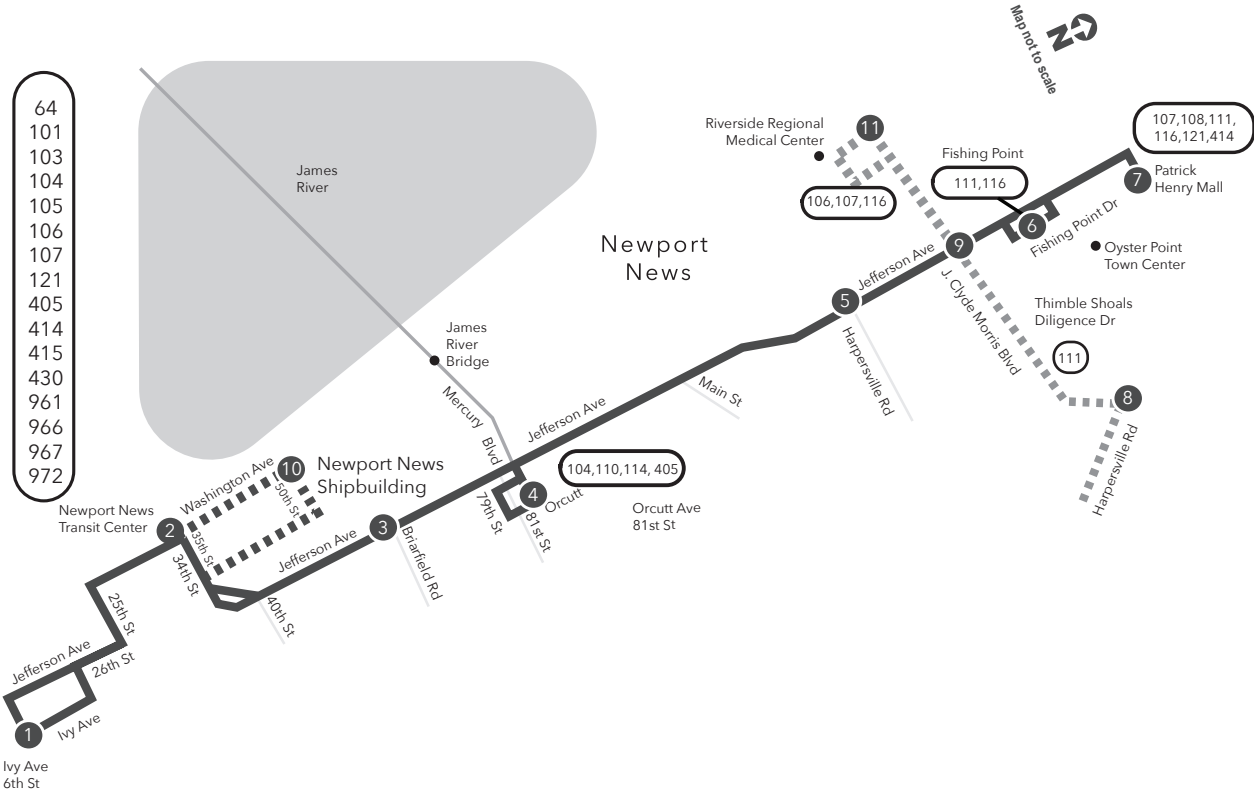 Map not to scale
N
64
101
103
104
105
106
107
121
405
414
415
430
961
966
967
972
James
River
Riverside Regional
Medical Center
11
106,107,116
Fishing Point
111,116
107,108,111,
116,121,414
7
Patrick
Henry Mall
6
Fishing Point Dr
Oyster Point
Town Center
Newport
News
9
Jefferson Ave
J. Clyde Morris Blvd
5
Harpersville Rd
Thimble Shoals
Diligence Dr
111
8
Harpersville Rd
James
River
Bridge
Mercury
Blvd
Main St
Jefferson Ave
104,110,114, 405
4
Orcutt
79th St
81st St
Orcutt Ave
81st St
10
Newport News
Shipbuilding
Washington Ave
50th St
Newport News
Transit Center
2
35th St
34th St
3
Jefferson Ave
Briarfield Rd
40th St
25th St
26th St
Jefferson Ave
1
Ivy Ave
Ivy Ave
6th St